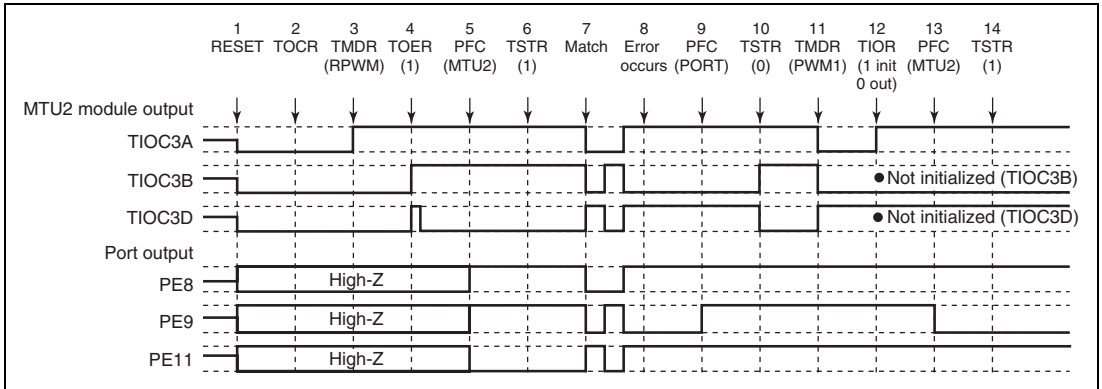 1 2 3 4 5 6 7 8 9 10 11 12 13 14
RESET TOCR TMDR TOER PFC TSTR Match Error PFC TSTR TMDR TIOR PFC TSTR
(RPWM) (1) (MTU2) (1) occurs (PORT) (0) (PWM1) (1 init (MTU2) (1)
0 out)
MTU2 module output
TIOC3A
TIOC3B
● Not initialized (TIOC3B)
TIOC3D
● Not initialized (TIOC3D)
Port output
PE8
High-Z
PE9
High-Z
PE11
High-Z